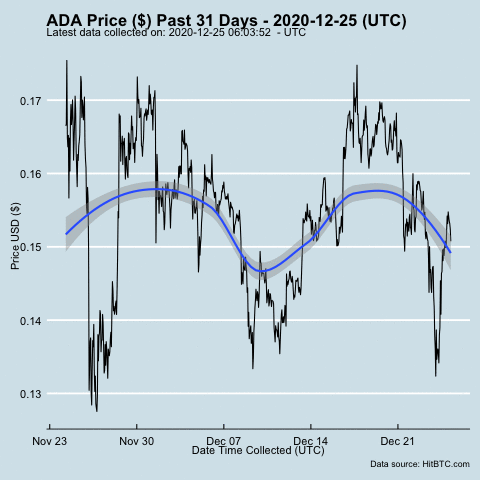 ADA Price ($) Past 31 Days - 2020-12-25 (UTC)
Latest data collected on: 2020-12-25 06:03:52 - UTC
0.17
0.16
0.15
0.14
0.13
Price USD ($)
Nov 23 Nov 30 Dec 07 Dec 14 Dec 21
Date Time Collected (UTC)
Data source: HitBTC.com